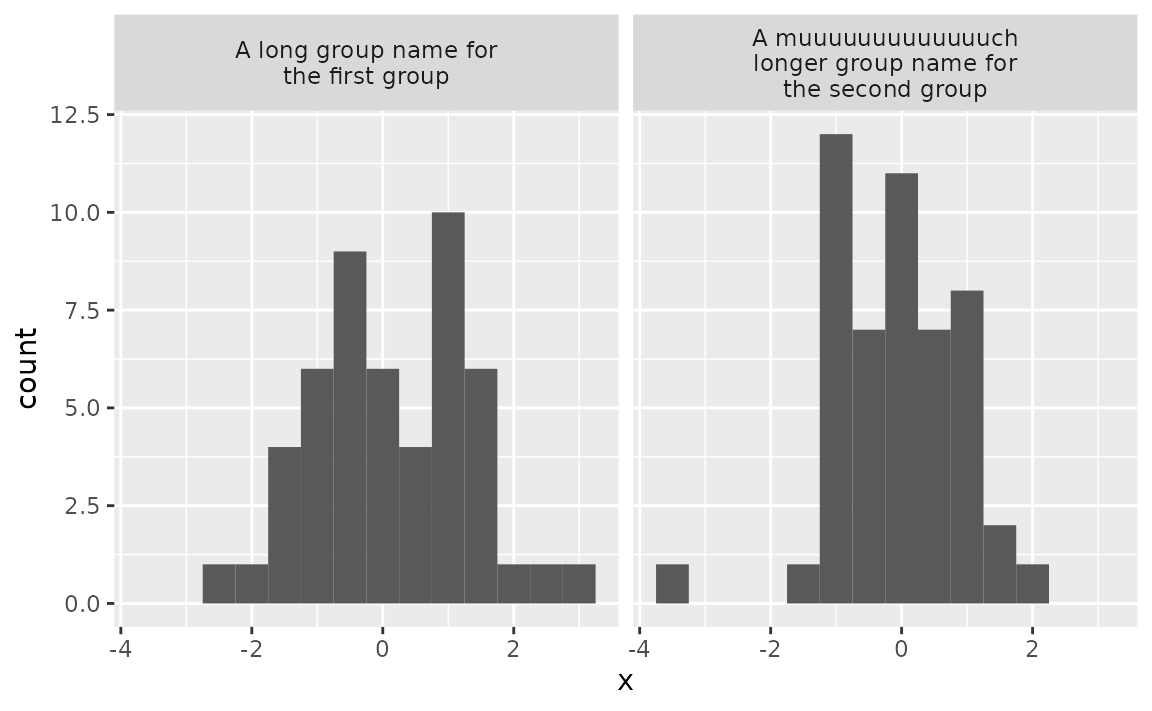 A long group name for
the first group
A muuuuuuuuuuuuuuch
longer group name for
the second group
12.5
10.0
7.5
5.0
2.5
0.0
count
-4
-2
0
2
-4
-2
0
2
x